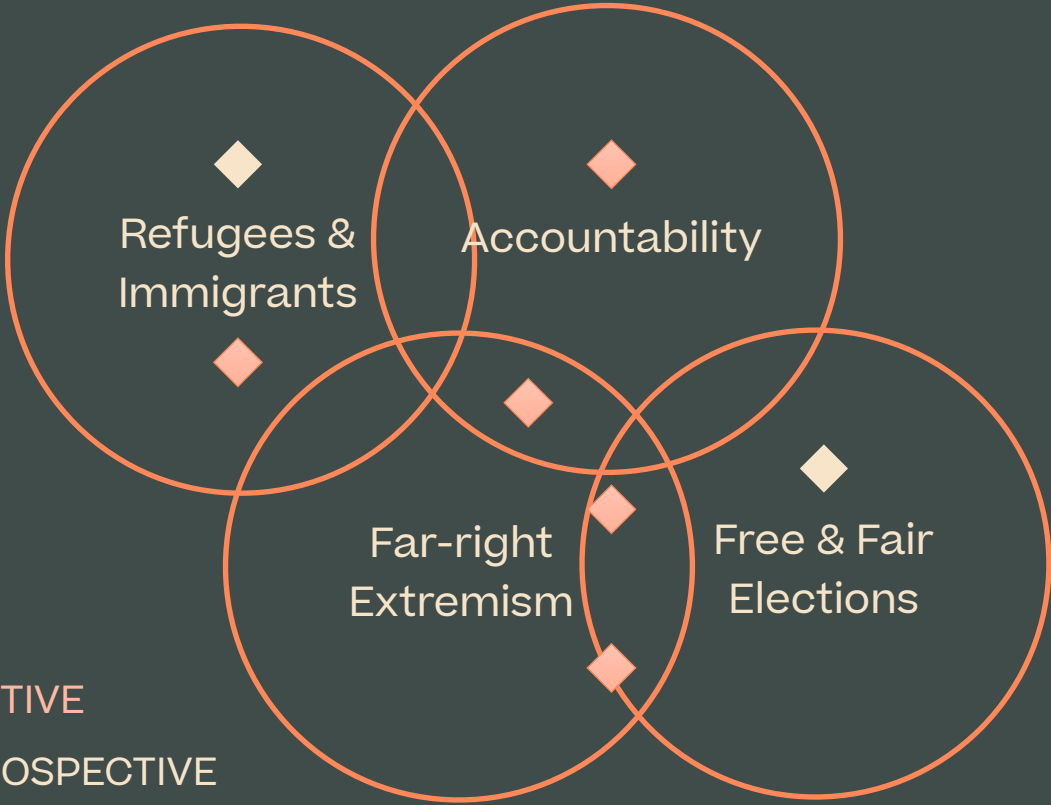 Refugees &
Immigrants
Accountability
Far-right
Extremism
Free & Fair
Elections
TIVE
OSPECTIVE